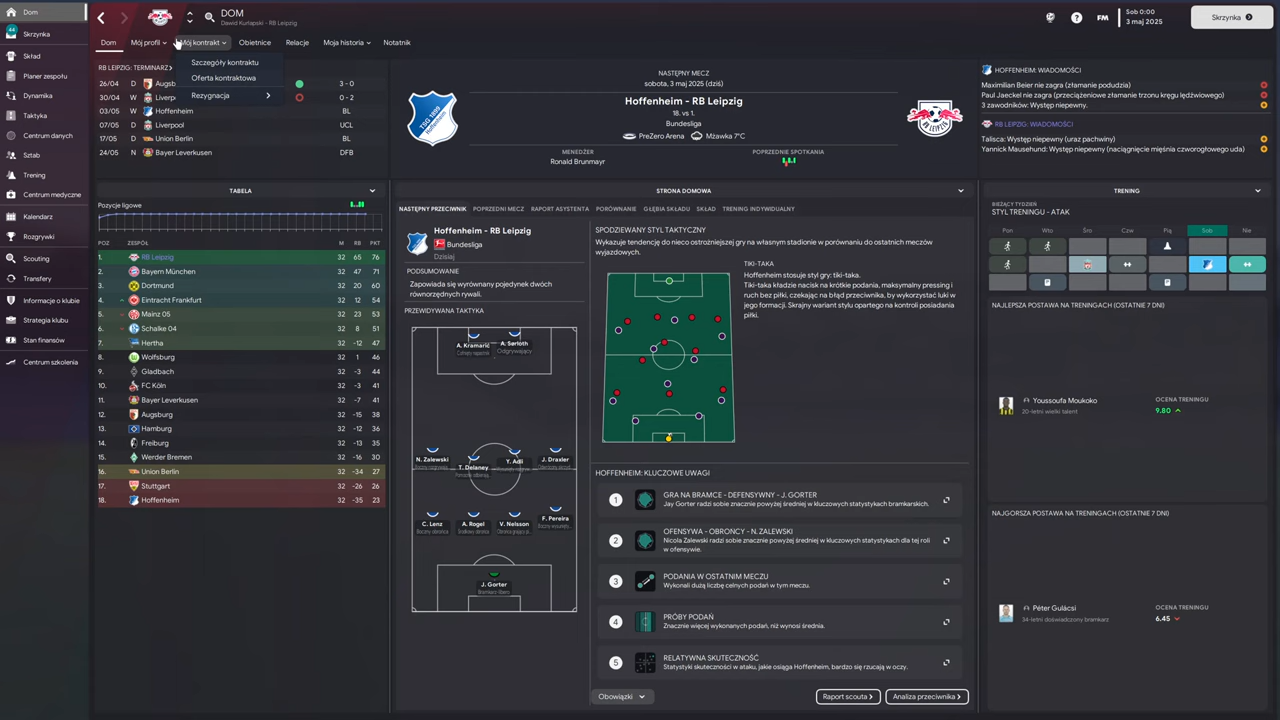 Dom
DOM
Dawid Kurłapski - RB Leipzig
FM
Sob 0:00
3 maj 2025
Skrzynka
44
Skrzynka
Skład
Planer zespołu
Dynamika
Taktyka
Centrum danych
Sztab
Trening
Centrum medyczne
Kalendarz
Rozgrywki
Scouting
Transfery
Informacje o klubie
Strategia klubu
Stan finansów
Centrum szkolenia
Dom
Mój profil
Mój kontrakt
Obietnice
Relacje
Moja historia
Notatnik
Szczegóły kontraktu
Oferta kontraktowa
Rezygnacja
RB LEIPZIG: TERMINARZ
26/04 D Augsb 3 - 0
30/04 W Liverpo 0 - 2
03/05 W Hoffenheim BL
07/05 D Liverpool UCL
17/05 D Union Berlin BL
24/05 N Bayer Leverkusen DFB
NASTĘPNY MECZ
sobota, 3 maj 2025 (dziś)
Hoffenheim - RB Leipzig
18. vs 1.
Bundesliga
PreZero Arena Mżawka 7°C
MENEDŻER
Ronald Brunmayr
POPRZEDNIE SPOTKANIA
HOFFENHEIM: WIADOMOŚCI
Maximilian Beier nie zagra (złamanie podudzia)
Paul Jaeckel nie zagra (przeciążeniowe złamanie trzonu kręgu lędźwiowego)
3 zawodników: Występ niepewny.
RB LEIPZIG: WIADOMOŚCI
Talisca: Występ niepewny (uraz pachwiny)
Yannick Mausehund: Występ niepewny (naciągnięcie mięśnia czworogłowego uda)
TABELA
Pozycje ligowe
POZ ZESPÓŁ M RB PKT
1. RB Leipzig 32 65 76
2. Bayern München 32 47 71
3. Dortmund 32 20 60
4. Eintracht Frankfurt 32 12 54
5. Mainz 05 32 23 53
6. Schalke 04 32 8 51
7. Hertha 32 2 47
8. Wolfsburg 32 1 46
9. Gladbach 32 -3 44
10. FC Köln 32 -3 41
11. Bayer Leverkusen 32 -7 41
12. Augsburg 32 -15 38
13. Hamburg 32 -12 36
14. Freiburg 32 -3 35
15. Werder Bremen 32 -16 30
16. Union Berlin 32 -34 27
17. Stuttgart 32 -26 26
18. Hoffenheim 32 -35 23
STRONA DOMOWA
NASTĘPNY PRZECIWNIK
POPRZEDNI MECZ
RAPORT ASYSTENTA
PORÓWNANIE
GŁĘBIA SKŁADU
SKŁAD
TRENING INDYWIDUALNY
Hoffenheim - RB Leipzig
Bundesliga
Dzisiaj
PODSUMOWANIE
Zapowiada się wyrównany pojedynek dwóch
równorzędnych rywali.
PRZEWIDYWANA TAKTYKA
A. Kramarić
A. Sørloth
Odgrywający
N. Zalewski
T. Delaney
Y. Adli
J. Draxler
C. Lenz
A. Rogel
V. Nelsson
F. Pereira
J. Gorter
SPODZIEWANY STYL TAKTYCZNY
Wykazuje tendencję do nieco ostrożniejszej gry na własnym stadionie w porównaniu do ostatnich meczów
wyjazdowych.
TIKI-TAKA
Hoffenheim stosuje styl gry: tiki-taka.
Tiki-taka kładzie nacisk na krótkie podania, maksymalny pressing i
ruch bez piłki, czekając na błąd przeciwnika, by wykorzystać luki w
jego formacji. Skrajny wariant stylu opartego na kontroli posiadania
piłki.
HOFFENHEIM: KLUCZOWE UWAGI
1 GRA NA BRAMCE - DEFENSYWNY - J. GORTER
Jay Gorter radzi sobie znacznie powyżej średniej w kluczowych statystykach bramkarskich.
2 OFENSYWA - OBROŃCY - N. ZALEWSKI
Nicola Zalewski radzi sobie znacznie powyżej średniej w kluczowych statystykach dla tej roli
w ofensywie.
3 PODANIA W OSTATNIM MECZU
Wykonali dużą liczbę celnych podań w tym meczu.
4 PRÓBY PODAŃ
Znacznie więcej wykonanych podań, niż wynosi średnia.
5 RELATYWNA SKUTECZNOŚĆ
Statystyki skuteczności w ataku, jakie osiąga Hoffenheim, bardzo się rzucają w oczy.
Obowiązki
Raport scouta
Analiza przeciwnika
TRENING
BIEŻĄCY TYDZIEŃ
STYL TRENINGU - ATAK
Pon Wto Śro Czw Pią Sob Nie
NAJLEPSZA POSTAWA NA TRENINGACH (OSTATNIE 7 DNI)
Youssoufa Moukoko
20-letni wielki talent
OCENA TRENINGU
9.80
NAJGORSZA POSTAWA NA TRENINGACH (OSTATNIE 7 DNI)
Péter Gulácsi
34-letni doświadczony bramkarz
OCENA TRENINGU
6.45